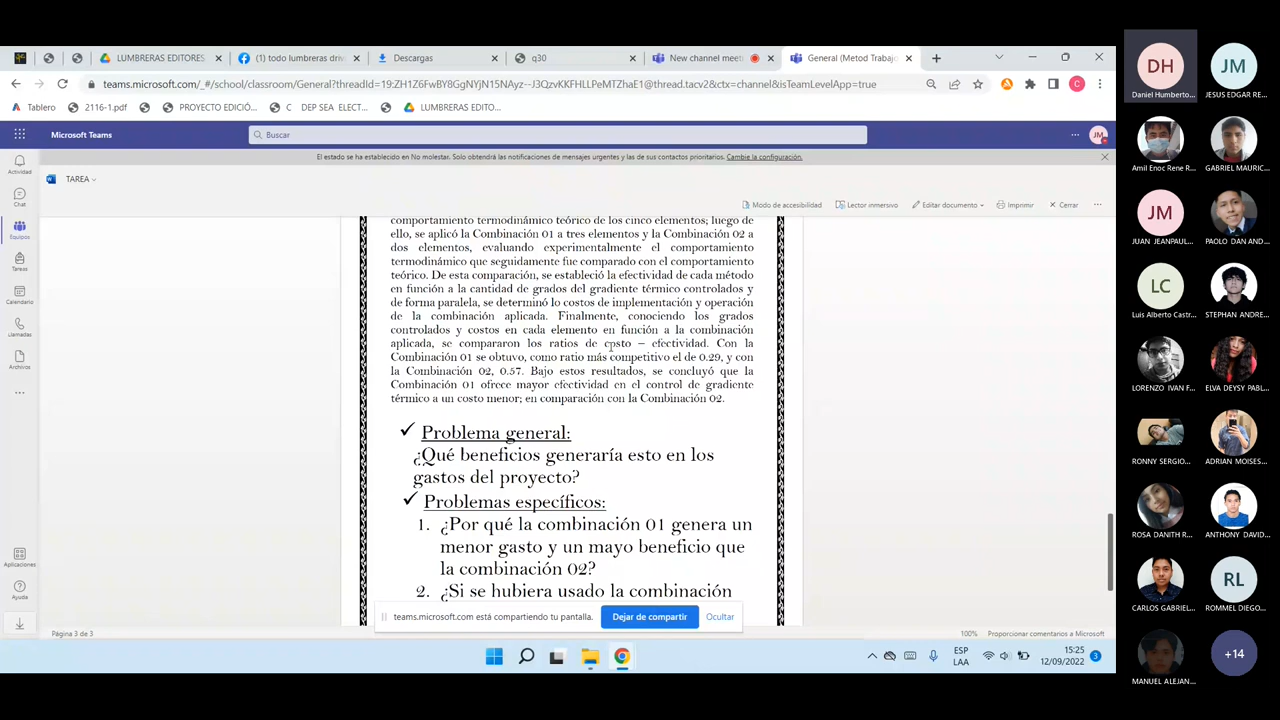 LUMBRERAS EDITORES
(1) todo lumbreras driv
Descargas
q30
New channel meet
General (Metod Trabaj
teams.microsoft.com/_#/school/classroom/General?threadId=19:ZH1Z6FwBY8GgNYjN15NAyz--J3QzvKKFHLLPeMTZhaE1@thread.tacv2&ctx=channel&isTeamLevelApp=true
Tablero
2116-1.pdf
PROYECTO EDICIÓ...
C DEP SEA ELECT...
LUMBRERAS EDITO...
Microsoft Teams
Buscar
JM
El estado se ha establecido en No molestar. Solo obtendrá las notificaciones de mensajes urgentes y las de sus contactos prioritarios. Cambie la configuración.
TAREA
Modo de accesibilidad
Lector inmersivo
Editar documento
Imprimir
Cerrar
Actividad
Chat
Equipos
Tareas
Calendario
Llamadas
Archivos
Aplicaciones
Ayuda
comportamiento termodinámico teórico de los cinco elementos; luego de
ello, se aplicó la Combinación 01 a tres elementos y la Combinación 02 a
dos elementos, evaluando experimentalmente el comportamiento
termodinámico que seguidamente fue comparado con el comportamiento
teórico. De esta comparación, se estableció la efectividad de cada método
en función a la cantidad de grados del gradiente térmico controlados y
de forma paralela, se determinó lo costos de implementación y operación
de la combinación aplicada. Finalmente, conociendo los grados
controlados y costos en cada elemento en función a la combinación
aplicada, se compararon los ratios de costo – efectividad. Con la
Combinación 01 se obtuvo, como ratio más competitivo el de 0.29, y con
la Combinación 02, 0.57. Bajo estos resultados, se concluyó que la
Combinación 01 ofrece mayor efectividad en el control de gradiente
térmico a un costo menor; en comparación con la Combinación 02.
✓ Problema general:
¿Qué beneficios generaría esto en los
gastos del proyecto?
✓ Problemas específicos:
1. ¿Por qué la combinación 01 genera un
menor gasto y un mayo beneficio que
la combinación 02?
2. ¿Si se hubiera usado la combinación
teams.microsoft.com está compartiendo tu pantalla.
Dejar de compartir
Ocultar
Página 3 de 3
100%
Proporcionar comentarios a Microsoft
ESP
LAA
15:25
12/09/2022
3
DH
Daniel Humberto...
JM
JESUS EDGAR RE...
Amil Enoc Rene R...
GABRIEL MAURIC...
JM
JUAN JEANPAUL...
PAOLO DAN AND...
LC
Luis Alberto Castr...
STEPHAN ANDRE...
LORENZO IVAN F...
ELVA DEYSY PABL...
RONNY SERGIO...
ADRIAN MOISES...
ROSA DANITH R...
ANTHONY DAVID...
CARLOS GABRIEL...
RL
ROMMEL DIEGO...
MANUEL ALEJAN...
+14